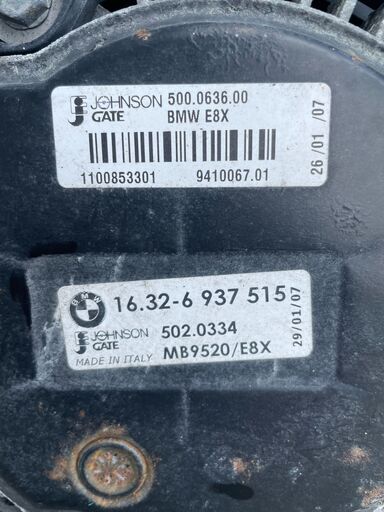 JOHNSON 500.0636.00
GATE BMW E8X
1100853301 9410067.01
26/01/07
BMW 16.32-6 937 515
JOHNSON 502.0334
GATE
MADE IN ITALY MB9520/E8X
29/01/07